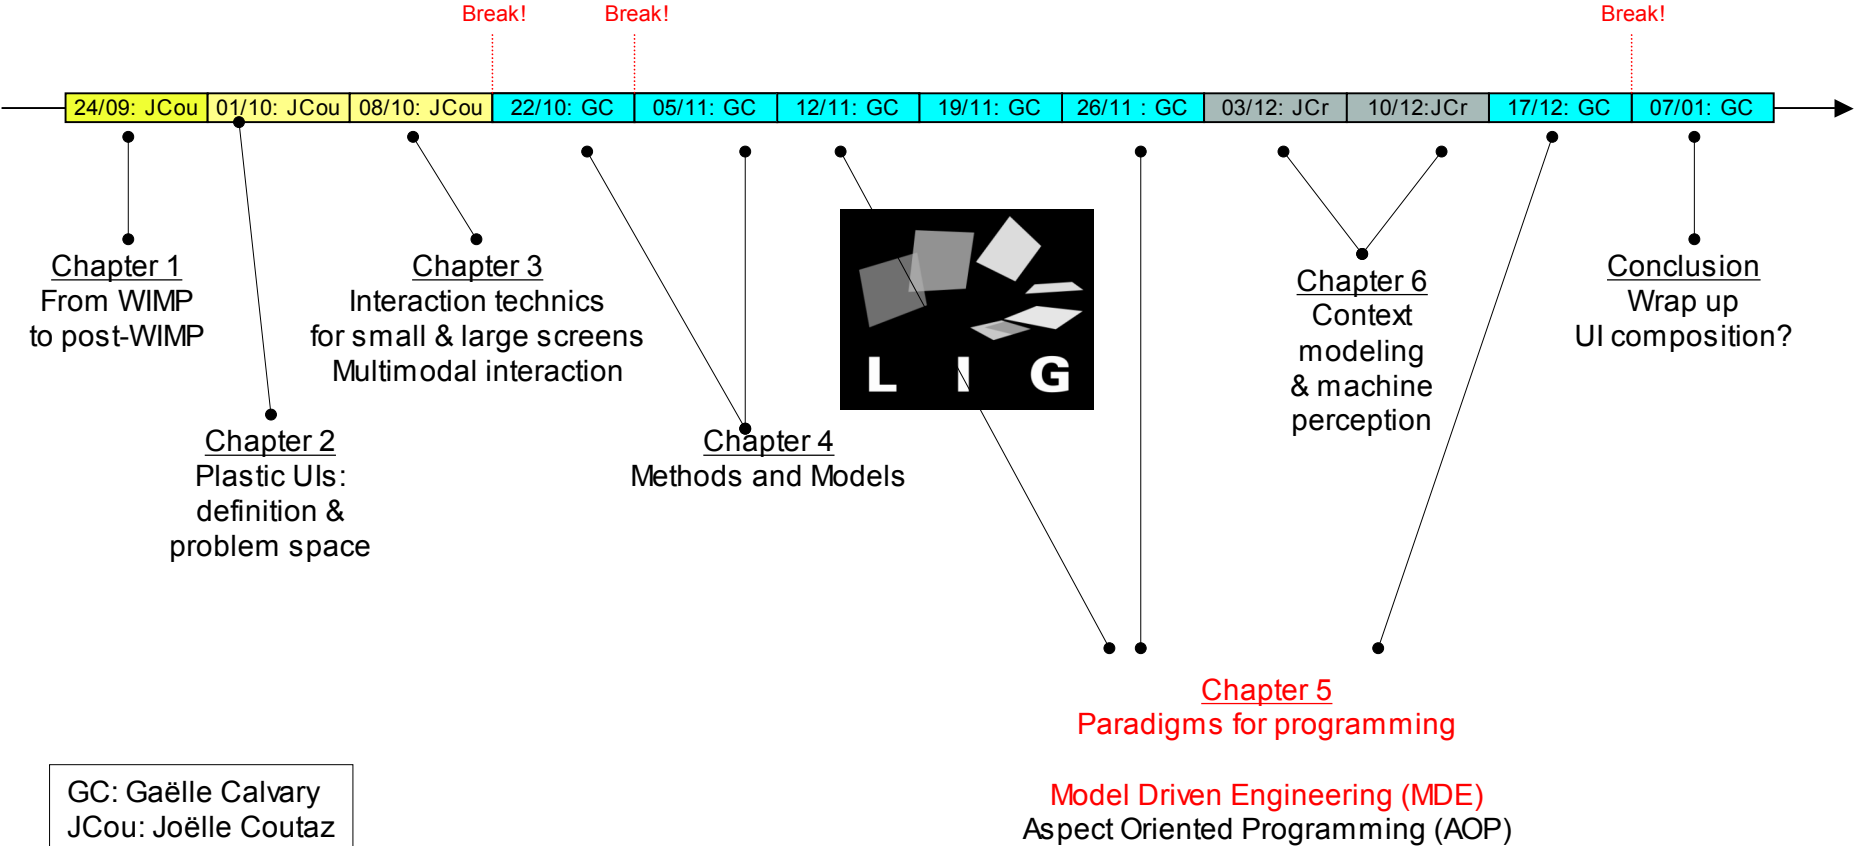 Break!
Break!
Break!
24/09: JCou
01/10: JCou
08/10: JCou
22/10: GC
05/11: GC
12/11: GC
19/11: GC
26/11 : GC
03/12: JCr
10/12:JCr
17/12: GC
07/01: GC
Chapter 1
From WIMP
to post-WIMP
Chapter 2
Plastic UIs:
definition &
problem space
Chapter 3
Interaction technics
for small & large screens
Multimodal interaction
Chapter 4
Methods and Models
L I G
Chapter 6
Context
modeling
& machine
perception
Conclusion
Wrap up
UI composition?
Chapter 5
Paradigms for programming
Model Driven Engineering (MDE)
Aspect Oriented Programming (AOP)
GC: Gaëlle Calvary
JCou: Joëlle Coutaz